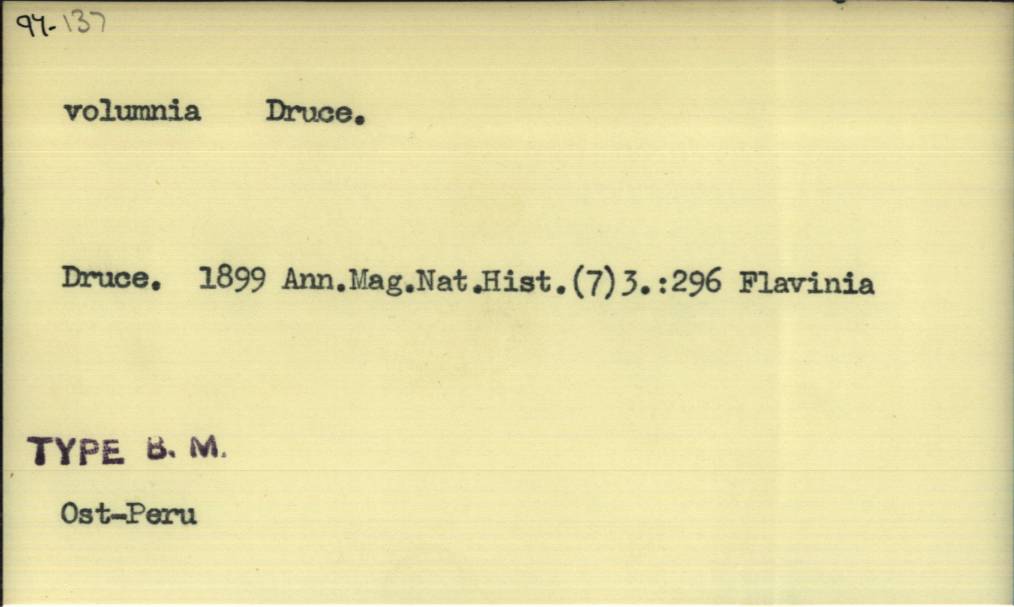 97-137
volumnia Druce.
Druce. 1899 Ann.Mag.Nat.Hist.(7)3.:296 Flavinia
TYPE B. M.
Ost-Peru